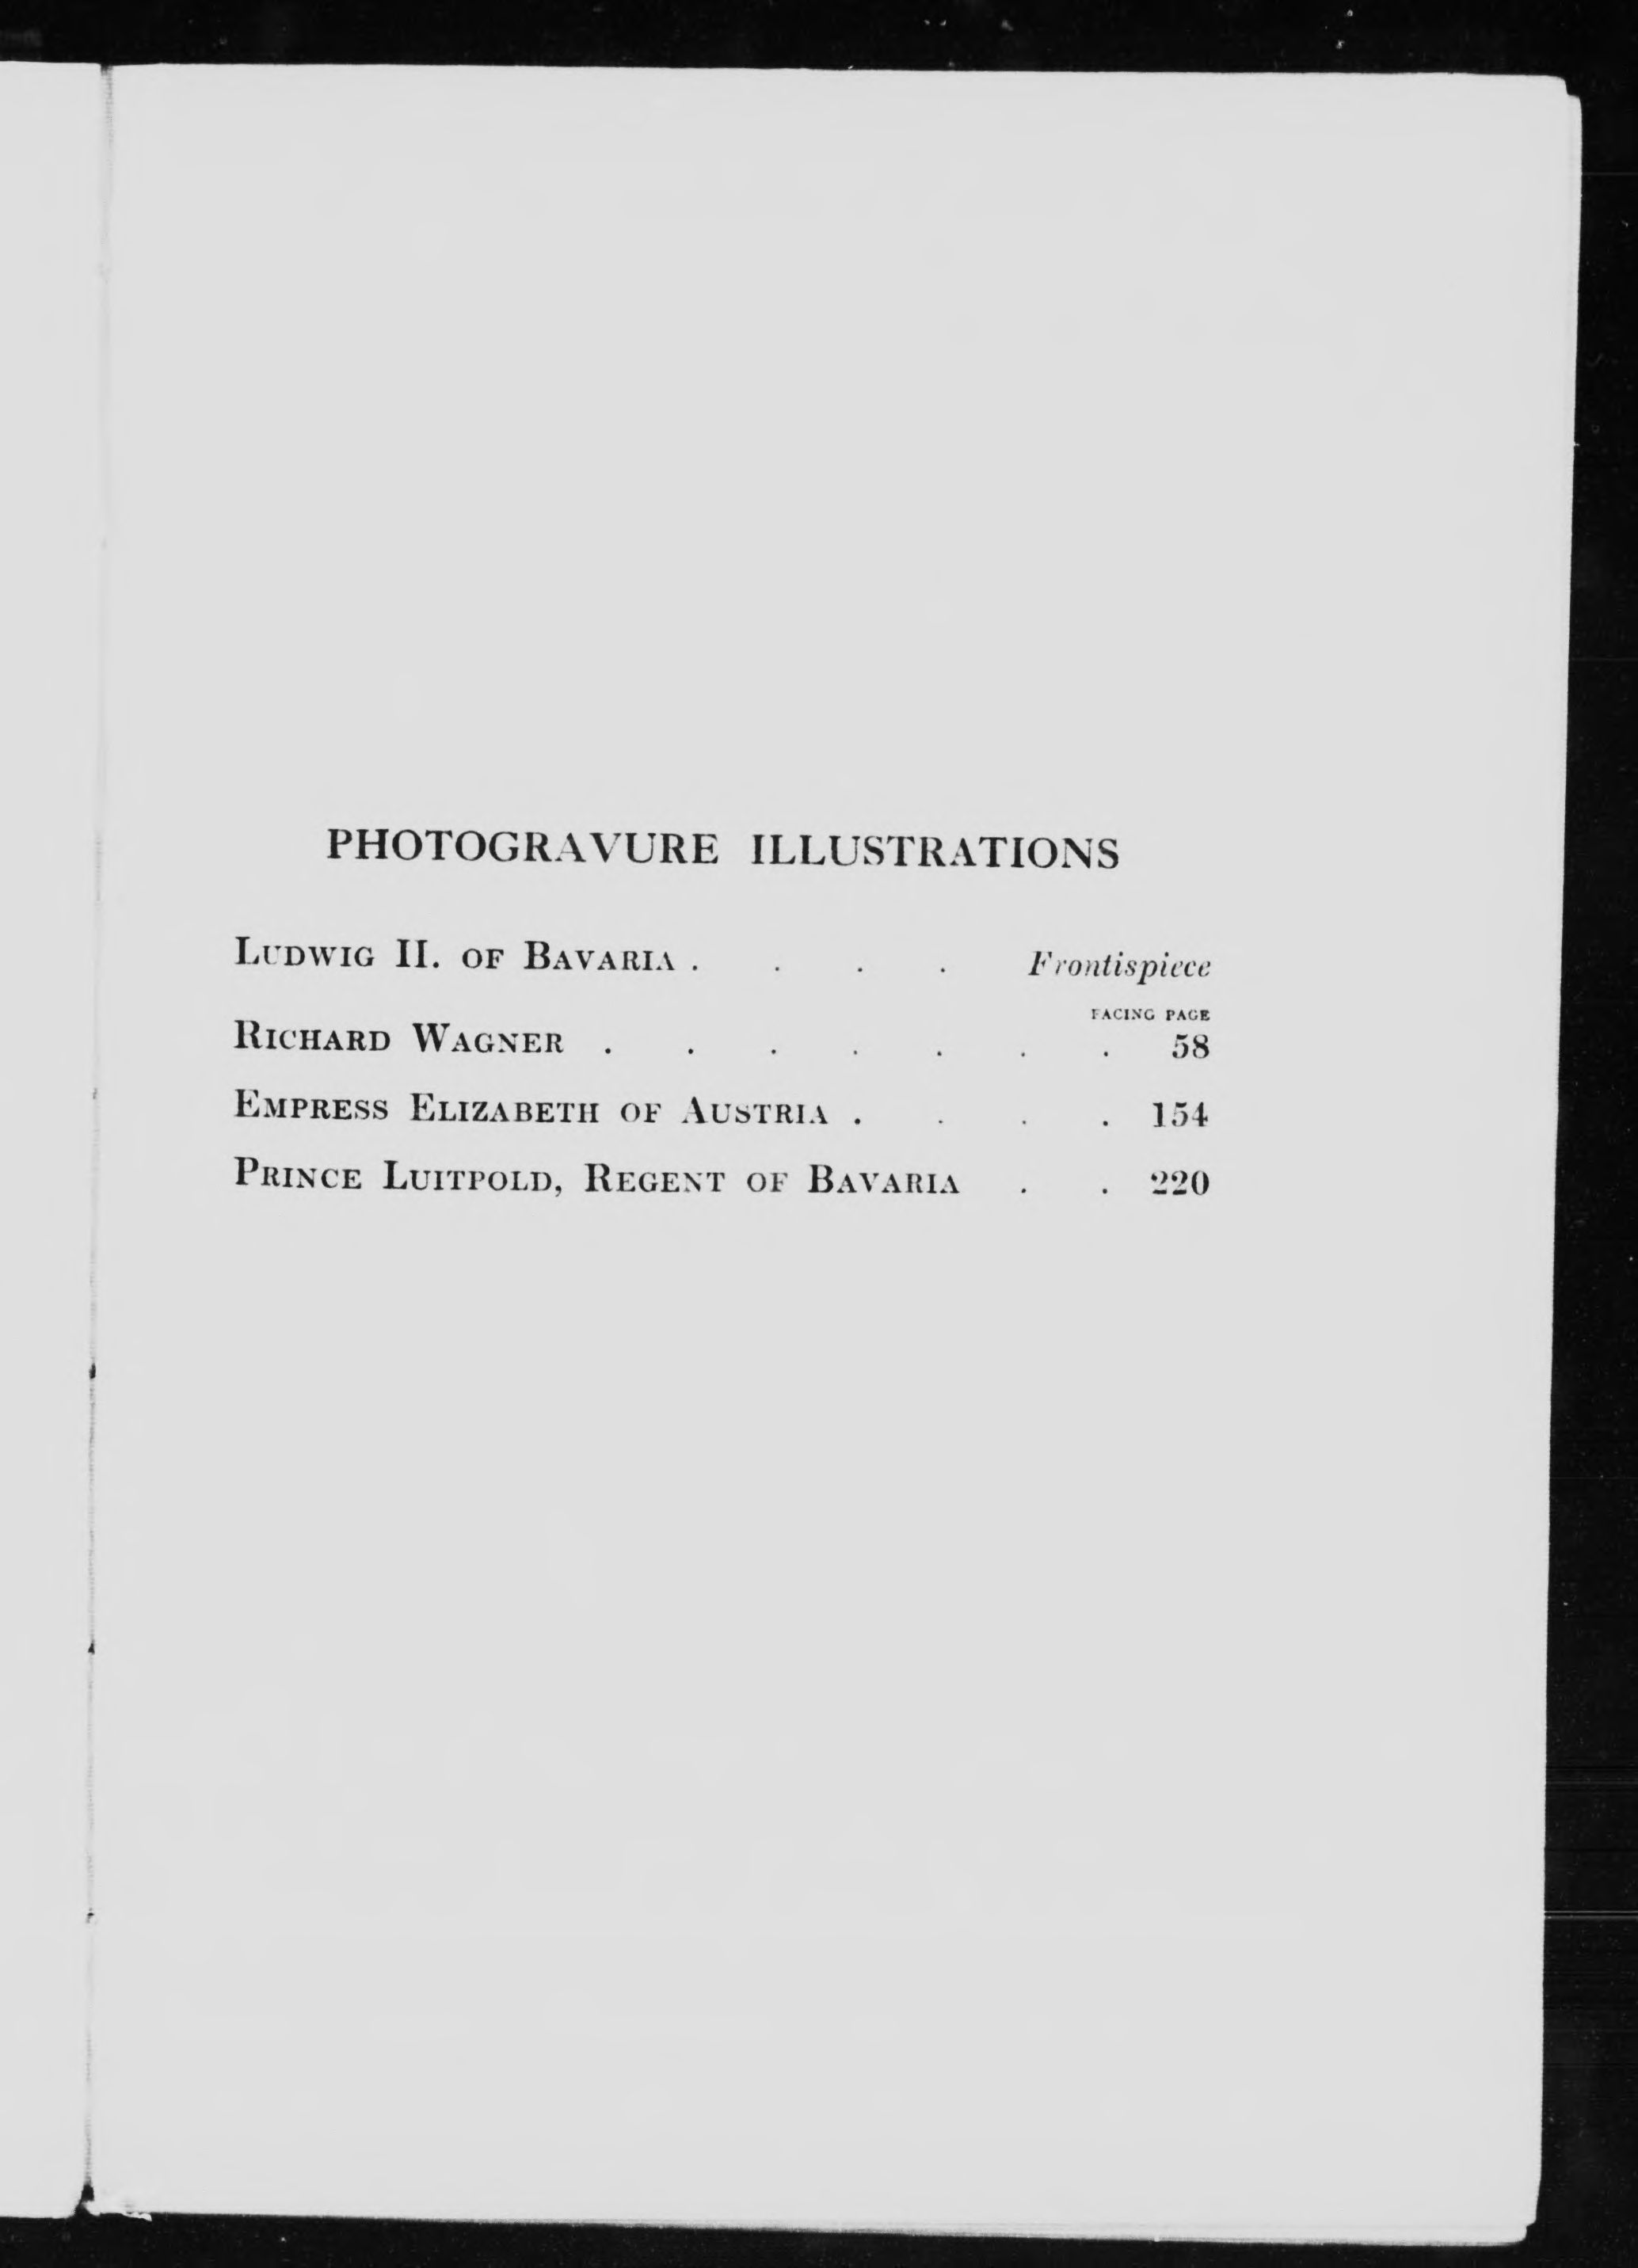 PHOTOGRAVURE ILLUSTRATIONS
LUDWIG II. OF BAVARIA . . . . Frontispiece
FACING PAGE
RICHARD WAGNER . . . . . . . 58
EMPRESS ELIZABETH OF AUSTRIA . . . . 154
PRINCE LUITPOLD, REGENT OF BAVARIA . . 220